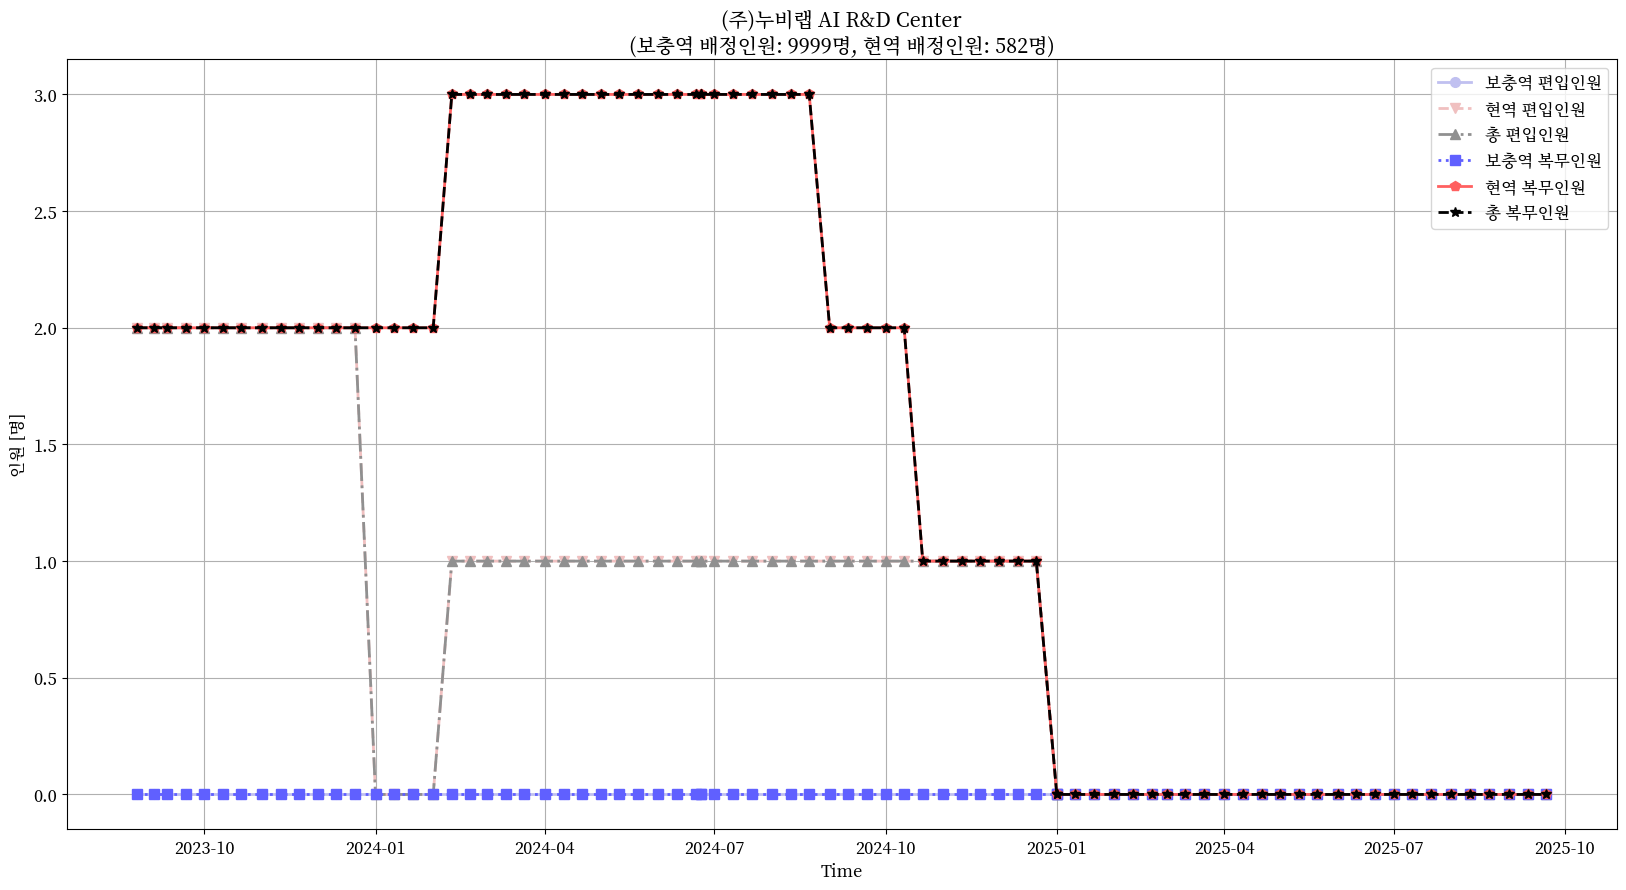 (주)누비랩 AI R&D Center
(보충역 배정인원: 9999명, 현역 배정인원: 582명)
보충역 편입인원
현역 편입인원
총 편입인원
보충역 복무인원
현역 복무인원
총 복무인원
인원 [명]
3.0
2.5
2.0
1.5
1.0
0.5
0.0
2023-10
2024-01
2024-04
2024-07
2024-10
2025-01
2025-04
2025-07
2025-10
Time